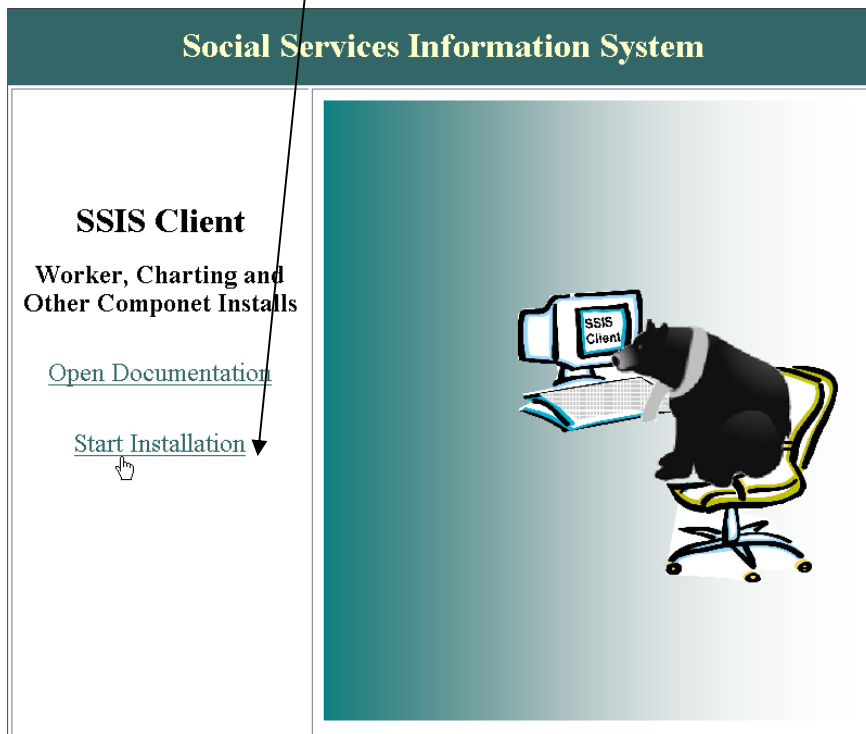 Social Services Information System
SSIS Client
Worker, Charting and
Other Componet Installs
Open Documentation
Start Installation
SSIS
Client